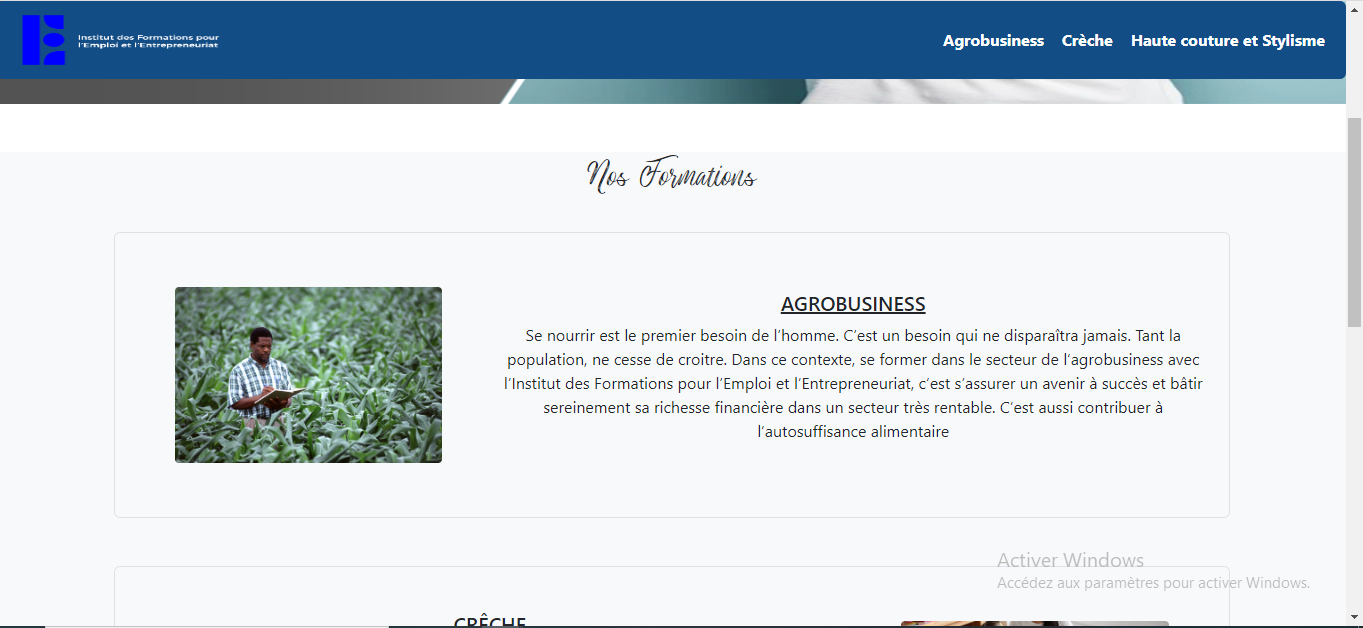 Institut des Formations pour
l'Emploi et l'Entrepreneuriat
Agrobusiness Crèche Haute couture et Stylisme
Nos Formations
AGROBUSINESS
Se nourrir est le premier besoin de l’homme. C’est un besoin qui ne disparaîtra jamais. Tant la
population, ne cesse de croitre. Dans ce contexte, se former dans le secteur de l’agrobusiness avec
l’Institut des Formations pour l’Emploi et l’Entrepreneuriat, c’est s’assurer un avenir à succès et bâtir
sereinement sa richesse financière dans un secteur très rentable. C’est aussi contribuer à
l’autosuffisance alimentaire
Activer Windows
Accédez aux paramètres pour activer Windows.
CRÊCHE